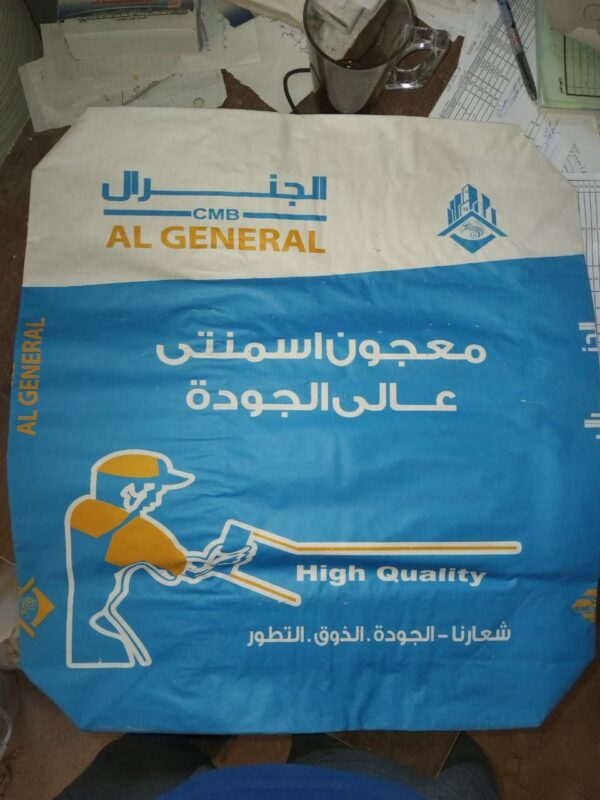 الجنرال
CMB
AL GENERAL
معجون اسمنتى
عالى الجودة
AL GENERAL
High Quality
شعارنا - الجودة . الذوق . التطور